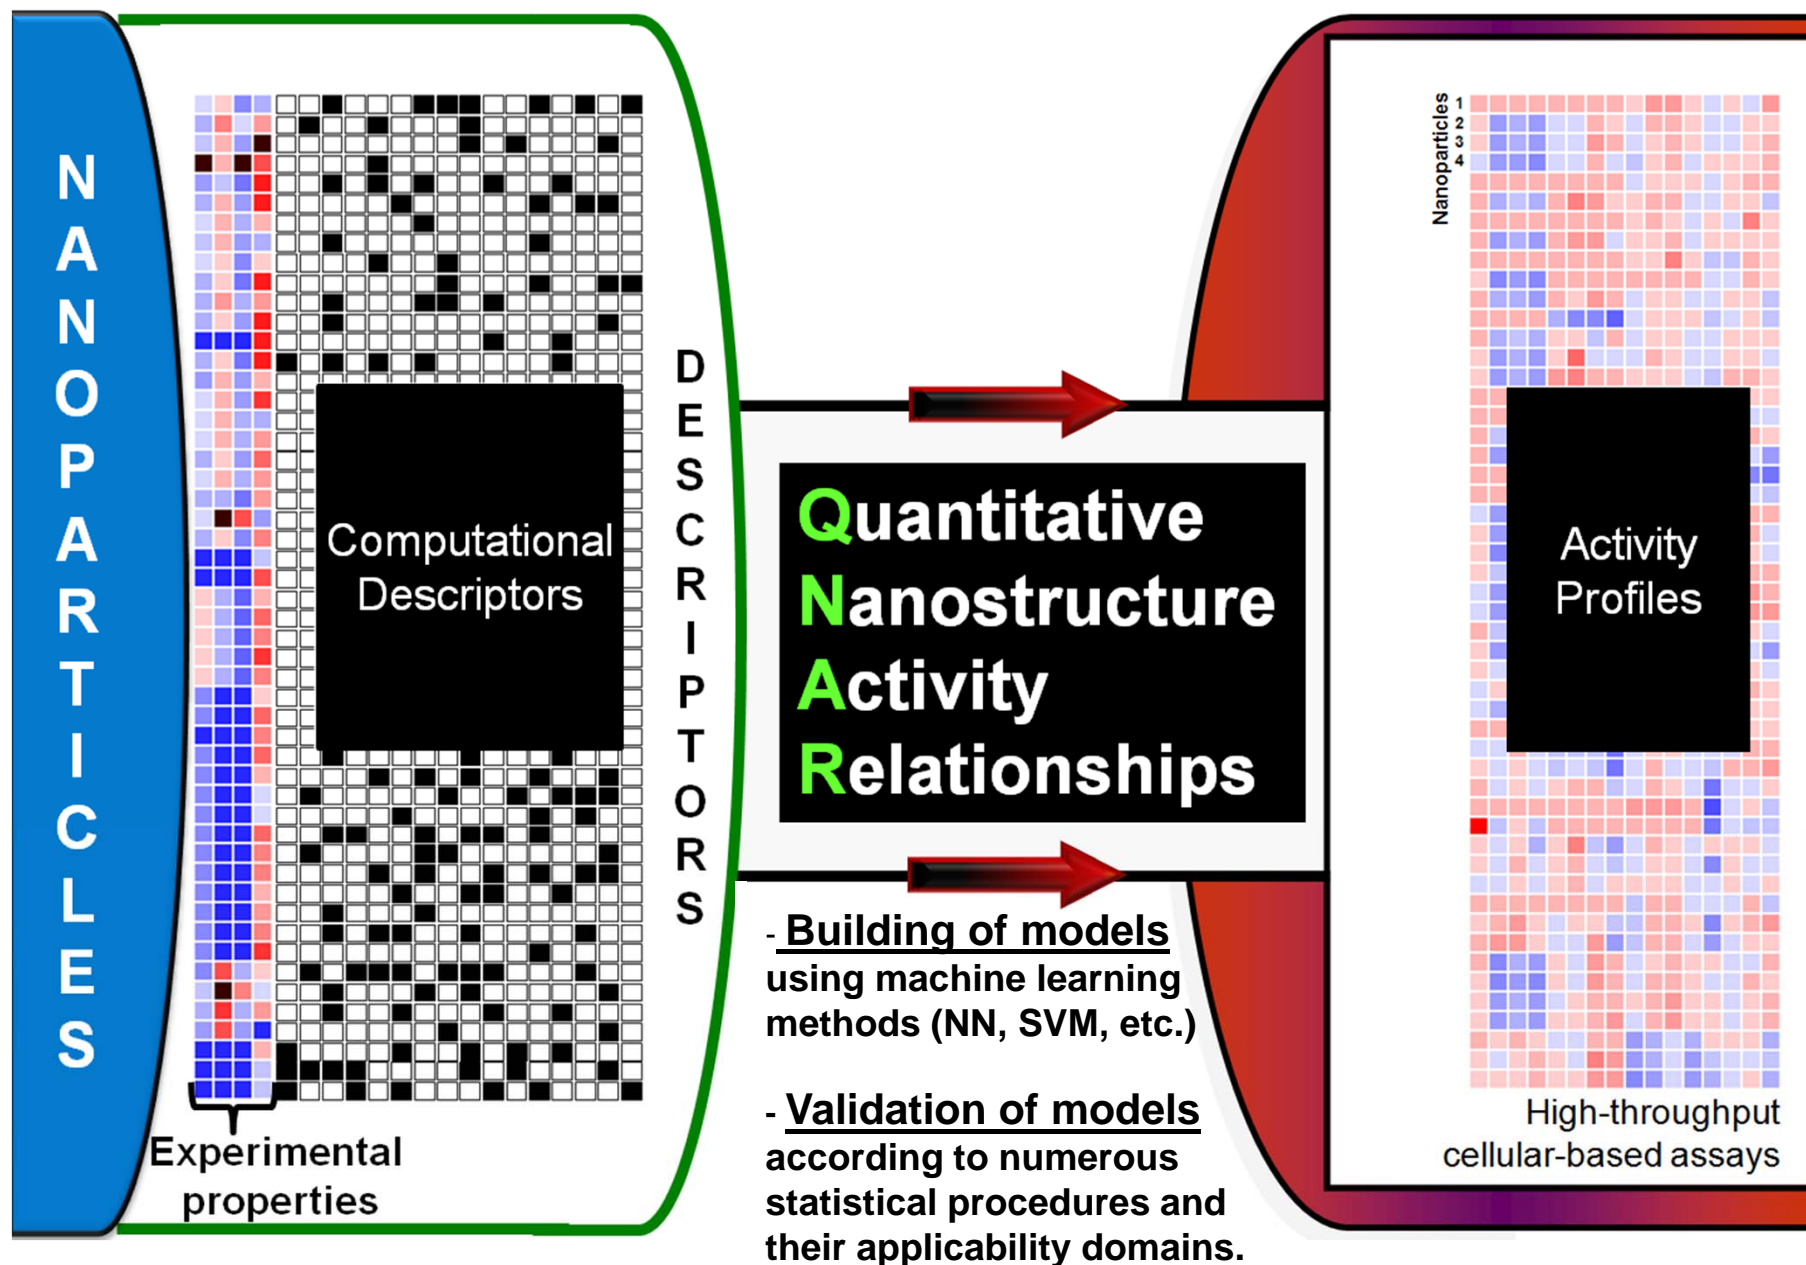 NANOPARTICLES
Experimental
properties
Computational
Descriptors
DESCRIPTORS
Quantitative
Nanostructure
Activity
Relationships
- Building of models
using machine learning
methods (NN, SVM, etc.)
- Validation of models
according to numerous
statistical procedures and
their applicability domains.
Nanoparticles
1
2
3
4
Activity
Profiles
High-throughput
cellular-based assays